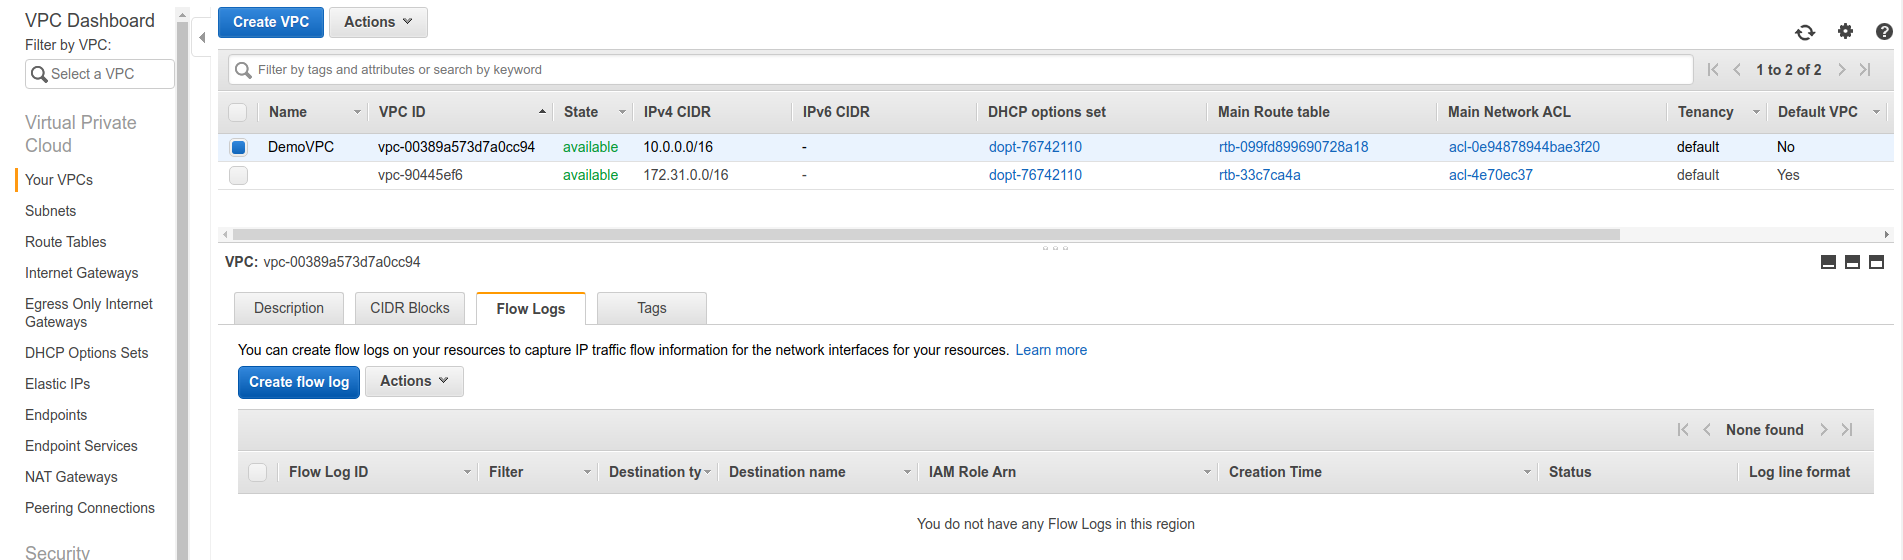 VPC Dashboard
Filter by VPC:
Select a VPC
Virtual Private
Cloud
Your VPCs
Subnets
Route Tables
Internet Gateways
Egress Only Internet
Gateways
DHCP Options Sets
Elastic IPs
Endpoints
Endpoint Services
NAT Gateways
Peering Connections
Security
Create VPC Actions
Filter by tags and attributes or search by keyword 1 to 2 of 2
Name VPC ID State IPv4 CIDR IPv6 CIDR DHCP options set Main Route table Main Network ACL Tenancy Default VPC
DemoVPC vpc-00389a573d7a0cc94 available 10.0.0.0/16 - dopt-76742110 rtb-099fd899690728a18 acl-0e94878944bae3f20 default No
vpc-90445ef6 available 172.31.0.0/16 - dopt-76742110 rtb-33c7ca4a acl-4e70ec37 default Yes
VPC: vpc-00389a573d7a0cc94
Description CIDR Blocks Flow Logs Tags
You can create flow logs on your resources to capture IP traffic flow information for the network interfaces for your resources. Learn more
Create flow log Actions
None found
Flow Log ID Filter Destination ty Destination name IAM Role Arn Creation Time Status Log line format
You do not have any Flow Logs in this region